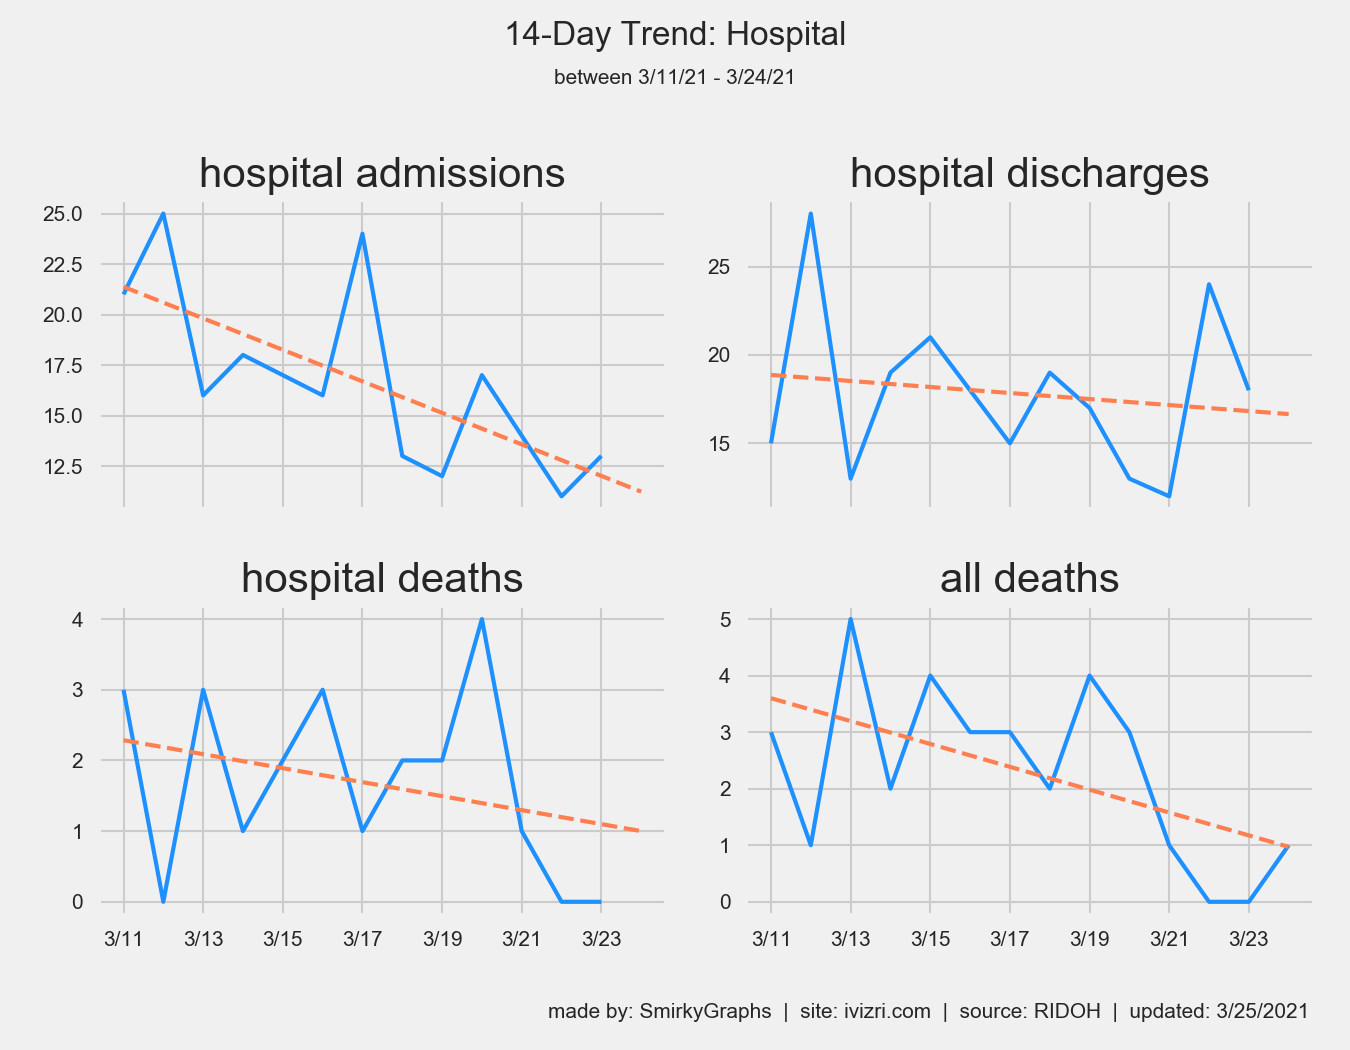 14-Day Trend: Hospital
between 3/11/21 - 3/24/21
hospital admissions
25.0
22.5
20.0
17.5
15.0
12.5
hospital discharges
25
20
15
hospital deaths
4
3
2
1
0
3/11 3/13 3/15 3/17 3/19 3/21 3/23
all deaths
5
4
3
2
1
0
3/11 3/13 3/15 3/17 3/19 3/21 3/23
made by: SmirkyGraphs | site: ivizri.com | source: RIDOH | updated: 3/25/2021